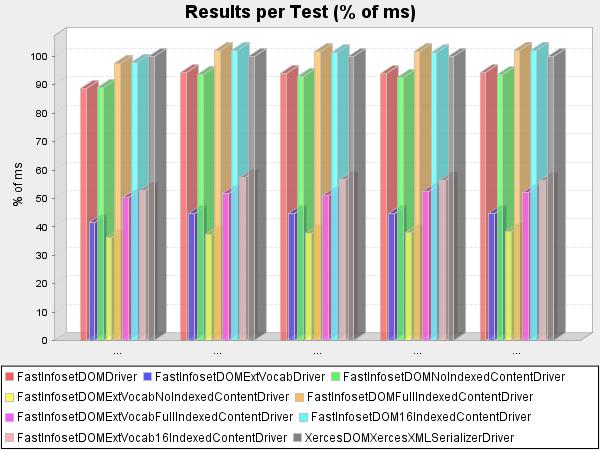 Results per Test (% of ms)
% of ms
100
90
80
70
60
50
40
30
20
10
0
... ... ... ... ...
FastInfosetDOMDriver FastInfosetDOMExtVocabDriver FastInfosetDOMNoIndexedContentDriver
FastInfosetDOMExtVocabNoIndexedContentDriver FastInfosetDOMFullIndexedContentDriver
FastInfosetDOMExtVocabFullIndexedContentDriver FastInfosetDOM16IndexedContentDriver
FastInfosetDOMExtVocab16IndexedContentDriver XercesDOMXercesXMLSerializerDriver